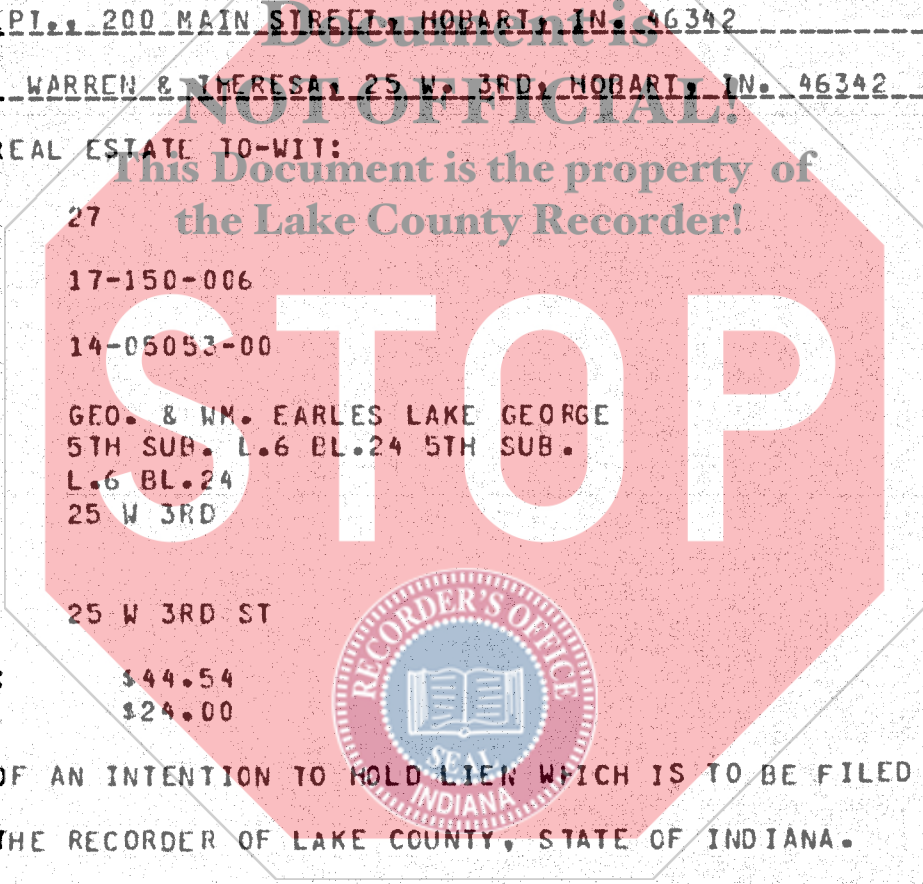 PT., 200 MAIN STREET, HOBART, IN. 46342
Document is
WARREN & THERESA, 25 W. 3RD, HOBART, IN. 46342
NOT OFFICIAL!
REAL ESTATE TO-WIT:
This Document is the property of
27
the Lake County Recorder!
17-150-006
STOP
14-05053-00
GEO. & WM. EARLES LAKE GEORGE
5TH SUB. L.6 BL.24 5TH SUB.
L.6 BL.24
25 W 3RD
25 W 3RD ST
RECORDER'S OFFICE
: $44.54
$24.00
SEAL
OF AN INTENTION TO HOLD LIEN WHICH IS TO BE FILED
INDIANA
THE RECORDER OF LAKE COUNTY, STATE OF INDIANA.